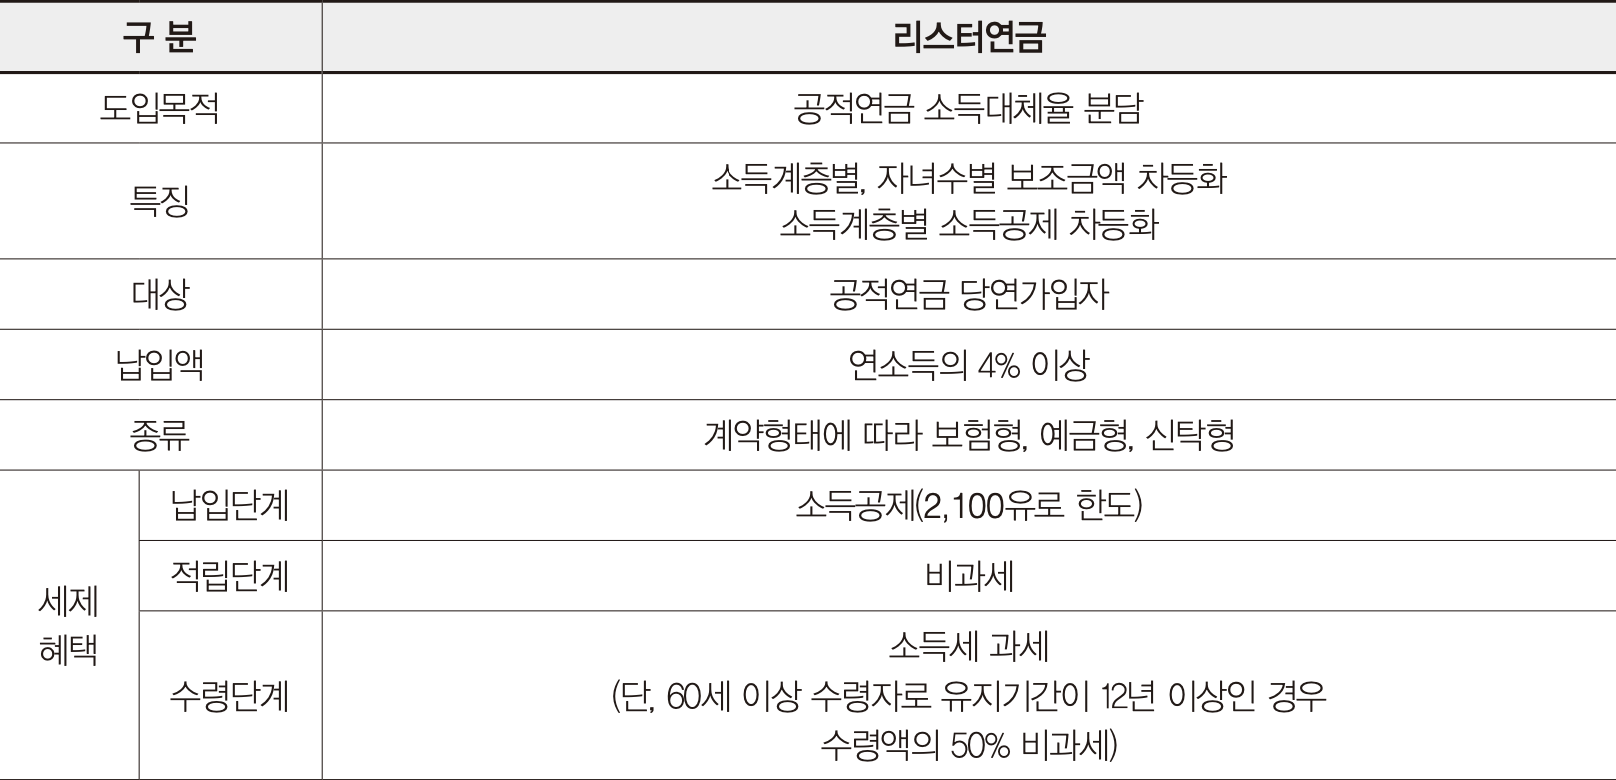 구 분 리스터연금
도입목적 공적연금 소득대체율 분담
특징 소득계층별, 자녀수별 보조금액 차등화
소득계층별 소득공제 차등화
대상 공적연금 당연가입자
납입액 연소득의 4% 이상
종류 계약형태에 따라 보험형, 예금형, 신탁형
세제
혜택
납입단계 소득공제(2,100유로 한도)
적립단계 비과세
수령단계 소득세 과세
(단, 60세 이상 수령자로 유지기간이 12년 이상인 경우
수령액의 50% 비과세)